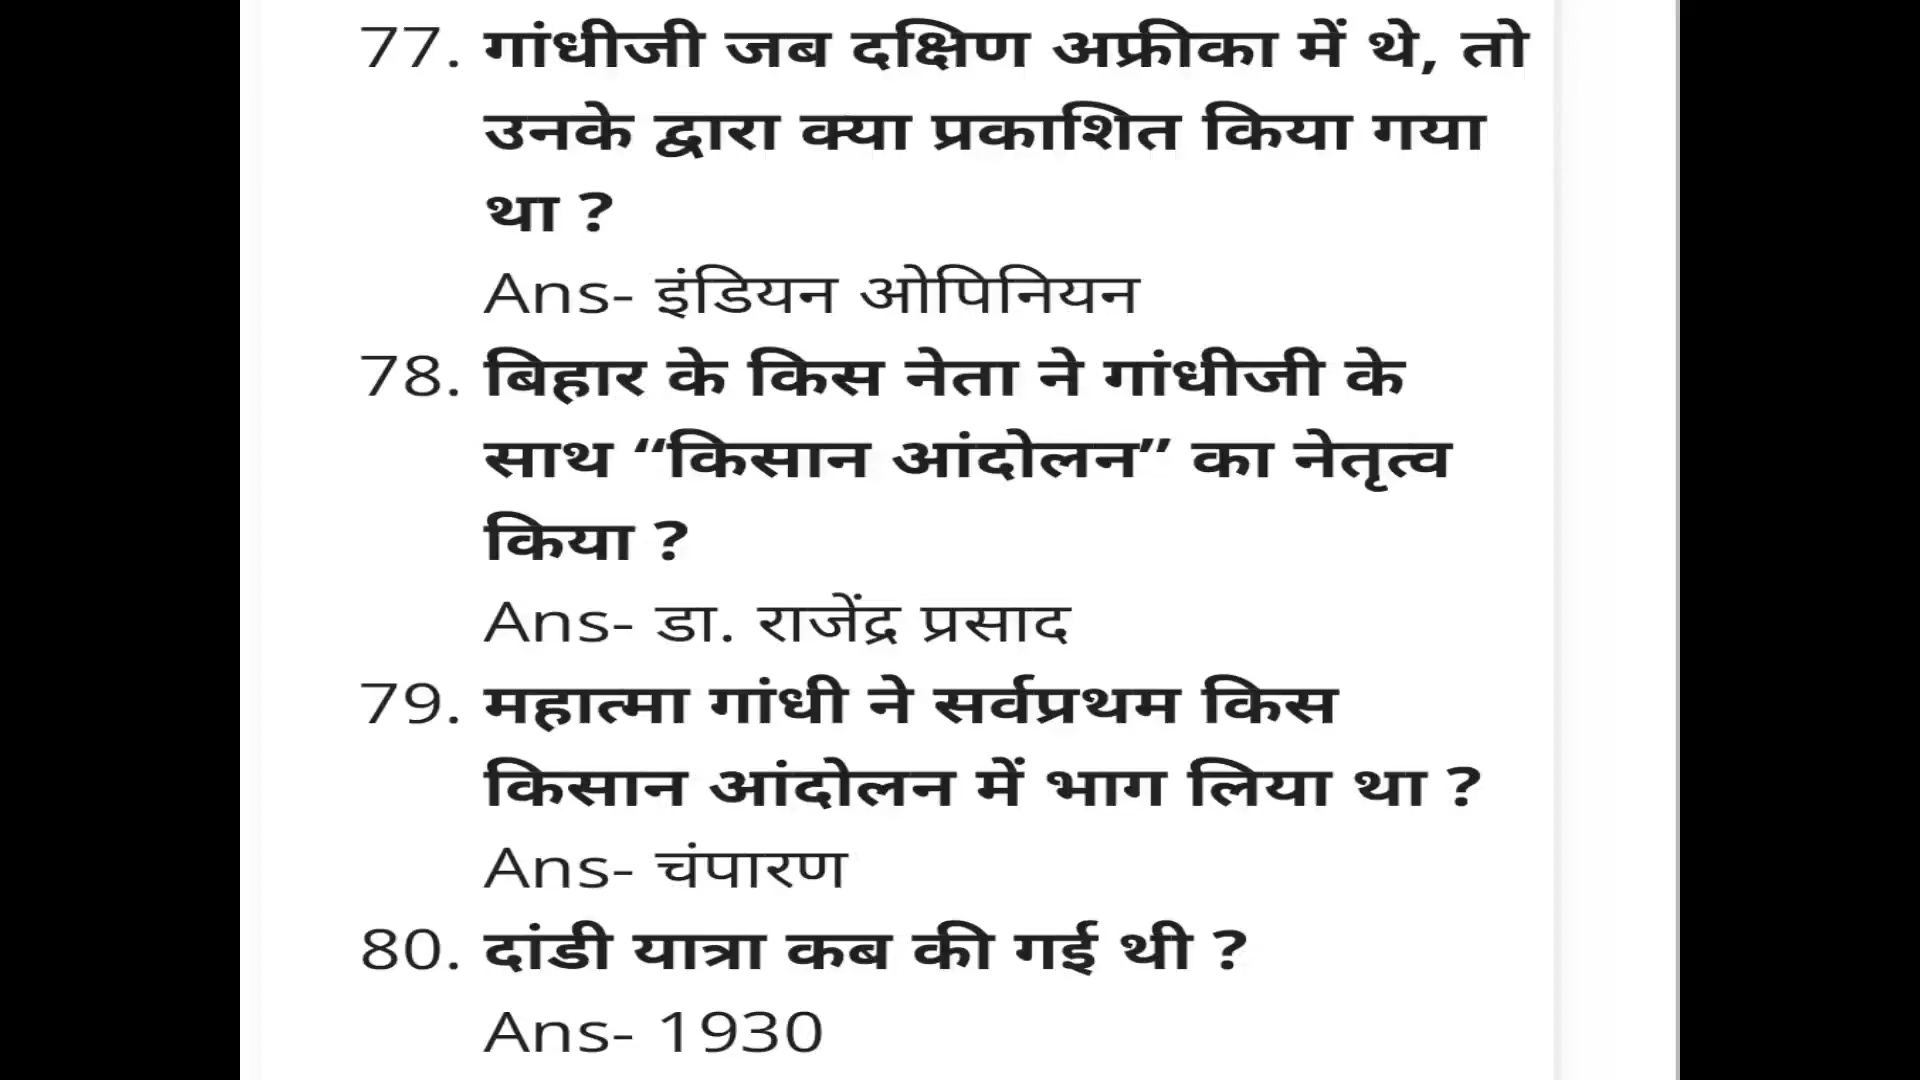 77. गांधीजी जब दक्षिण अफ्रीका में थे, तो
उनके द्वारा क्या प्रकाशित किया गया
था ?
Ans- इंडियन ओपिनियन
78. बिहार के किस नेता ने गांधीजी के
साथ “किसान आंदोलन” का नेतृत्व
किया ?
Ans- डा. राजेंद्र प्रसाद
79. महात्मा गांधी ने सर्वप्रथम किस
किसान आंदोलन में भाग लिया था ?
Ans- चंपारण
80. दांडी यात्रा कब की गई थी ?
Ans- 1930